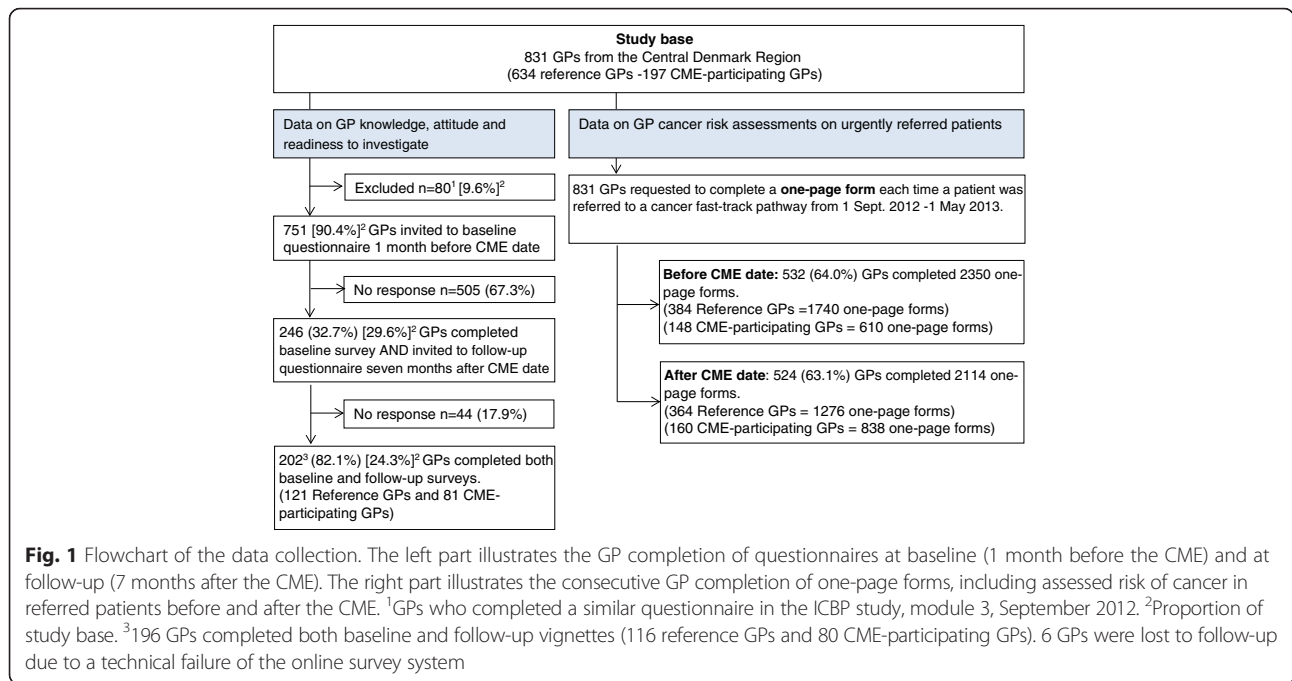 Study base
831 GPs from the Central Denmark Region
(634 reference GPs -197 CME-participating GPs)
Data on GP knowledge, attitude and
readiness to investigate
Excluded n=80¹ [9.6%]²
751 [90.4%]² GPs invited to baseline
questionnaire 1 month before CME date
No response n=505 (67.3%)
246 (32.7%) [29.6%]² GPs completed
baseline survey AND invited to follow-up
questionnaire seven months after CME date
No response n=44 (17.9%)
202³ (82.1%) [24.3%]² GPs completed both
baseline and follow-up surveys.
(121 Reference GPs and 81 CME-
participating GPs)
Data on GP cancer risk assessments on urgently referred patients
831 GPs requested to complete a one-page form each time a patient was
referred to a cancer fast-track pathway from 1 Sept. 2012 -1 May 2013.
Before CME date: 532 (64.0%) GPs completed 2350 one-
page forms.
(384 Reference GPs =1740 one-page forms)
(148 CME-participating GPs = 610 one-page forms)
After CME date: 524 (63.1%) GPs completed 2114 one-
page forms.
(364 Reference GPs = 1276 one-page forms)
(160 CME-participating GPs = 838 one-page forms)
Fig. 1 Flowchart of the data collection. The left part illustrates the GP completion of questionnaires at baseline (1 month before the CME) and at
follow-up (7 months after the CME). The right part illustrates the consecutive GP completion of one-page forms, including assessed risk of cancer in
referred patients before and after the CME. ¹GPs who completed a similar questionnaire in the ICBP study, module 3, September 2012. ²Proportion of
study base. ³196 GPs completed both baseline and follow-up vignettes (116 reference GPs and 80 CME-participating GPs). 6 GPs were lost to follow-up
due to a technical failure of the online survey system